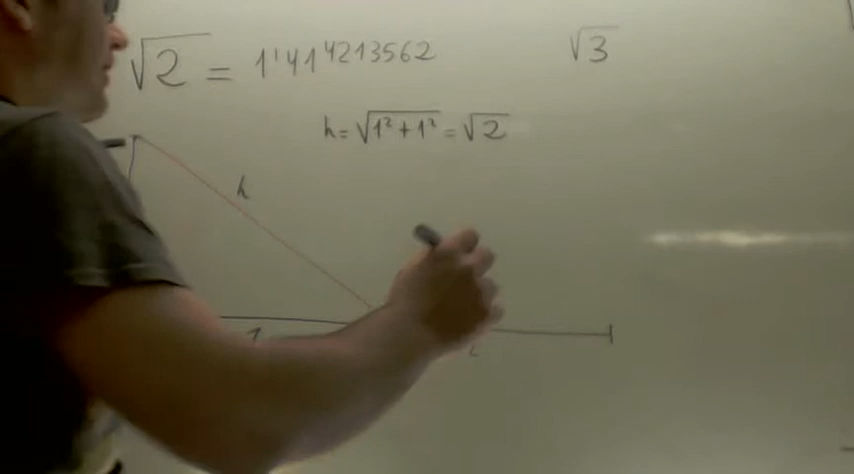 √2 = 1'414213562
√3
h = √1² + 1² = √2
h
1